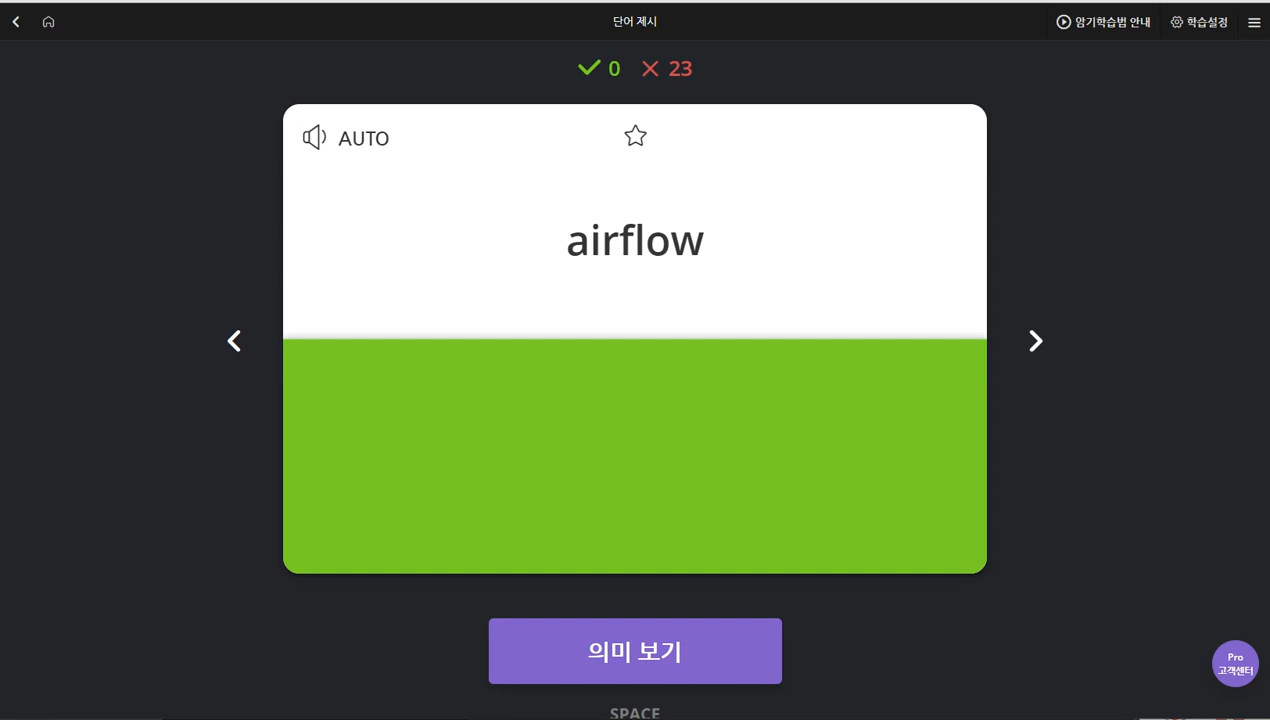 단어 제시
암기학습법 안내
학습설정
0
23
AUTO
airflow
의미 보기
SPACE
Pro
고객센터